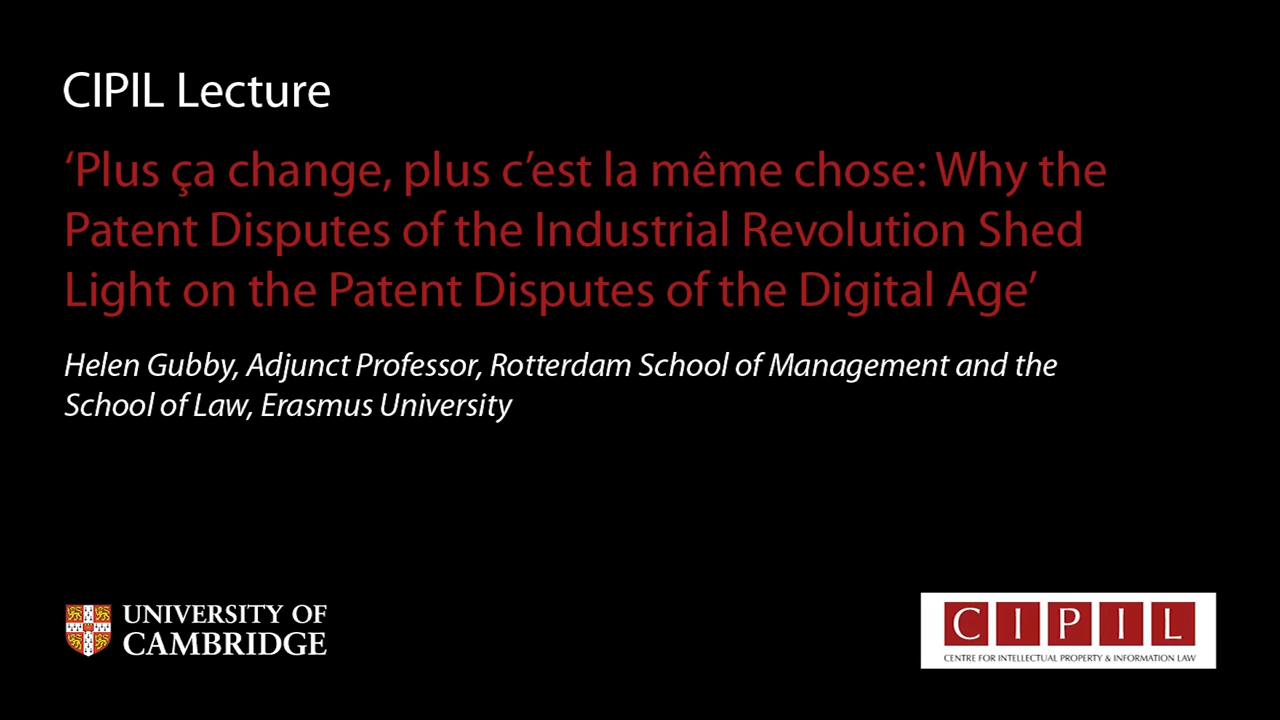 CIPIL Lecture
‘Plus ça change, plus c’est la même chose: Why the
Patent Disputes of the Industrial Revolution Shed
Light on the Patent Disputes of the Digital Age’
Helen Gubby, Adjunct Professor, Rotterdam School of Management and the
School of Law, Erasmus University
UNIVERSITY OF
CAMBRIDGE
CIPIL
CENTRE FOR INTELLECTUAL PROPERTY & INFORMATION LAW